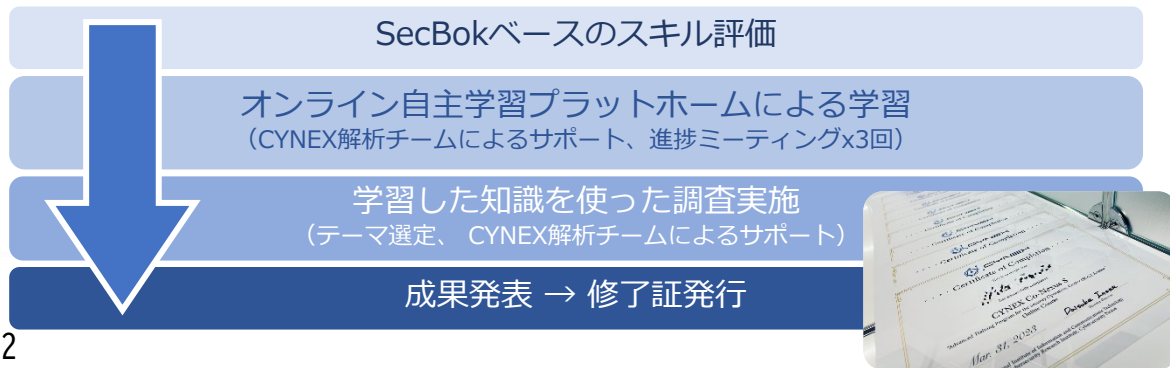 SecBokベースのスキル評価
オンライン自主学習プラットホームによる学習
（CYNEX解析チームによるサポート、進捗ミーティングx3回）
学習した知識を使った調査実施
（テーマ選定、 CYNEX解析チームによるサポート）
成果発表 → 修了証発行
2
Certificate of Completion
Certificate of Completion
CYNEX Co-Nexus S
Online Course
Mar. 31, 2023